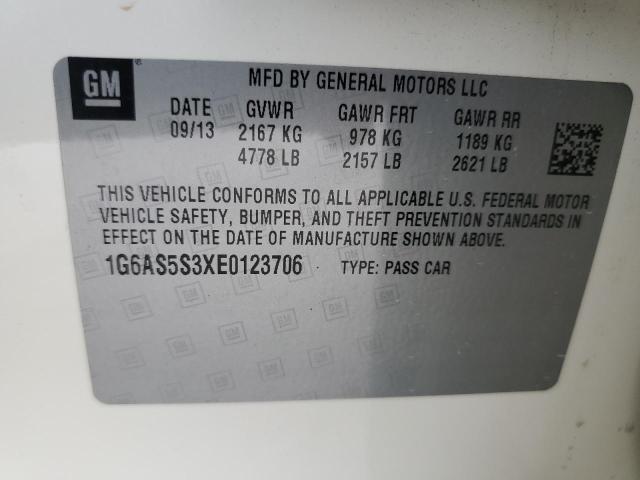 GM
MFD BY GENERAL MOTORS LLC
DATE GVWR GAWR FRT GAWR RR
09/13 2167 KG 978 KG 1189 KG
4778 LB 2157 LB 2621 LB
THIS VEHICLE CONFORMS TO ALL APPLICABLE U.S. FEDERAL MOTOR
VEHICLE SAFETY, BUMPER, AND THEFT PREVENTION STANDARDS IN
EFFECT ON THE DATE OF MANUFACTURE SHOWN ABOVE.
1G6AS5S3XE0123706 TYPE: PASS CAR